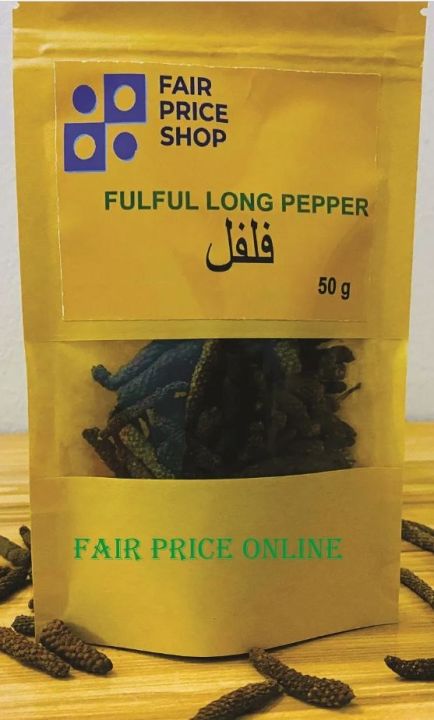 FAIR
PRICE
SHOP
FULFUL LONG PEPPER
فلفل
50 g
FAIR PRICE ONLINE